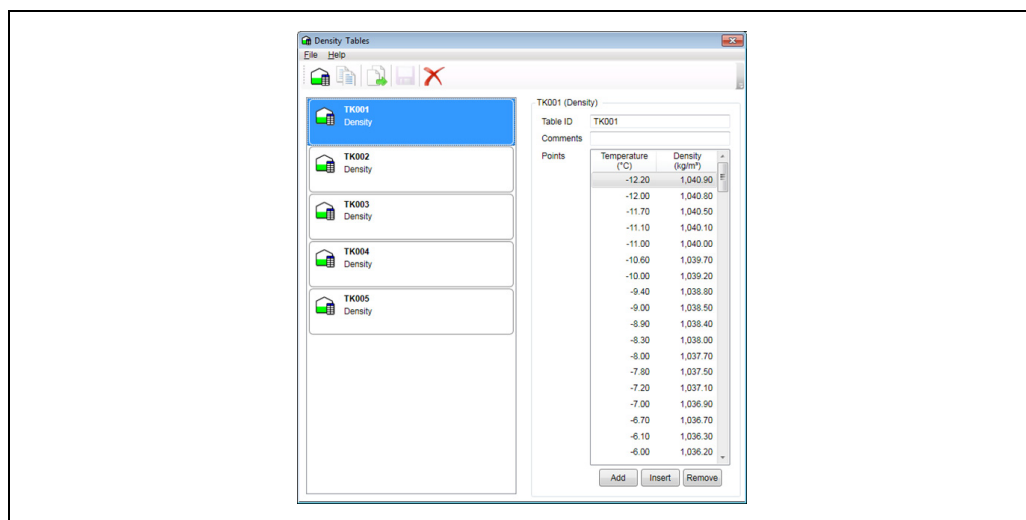 Density Tables
File Help
TK001
Density
TK002
Density
TK003
Density
TK004
Density
TK005
Density
TK001 (Density)
Table ID TK001
Comments
Points Temperature (°C) Density (kg/m³)
-12.20 1,040.90
-12.00 1,040.80
-11.70 1,040.50
-11.10 1,040.10
-11.00 1,040.00
-10.60 1,039.70
-10.00 1,039.20
-9.40 1,038.80
-9.00 1,038.50
-8.90 1,038.40
-8.30 1,038.00
-8.00 1,037.70
-7.80 1,037.50
-7.20 1,037.10
-7.00 1,036.90
-6.70 1,036.70
-6.10 1,036.30
-6.00 1,036.20
Add Insert Remove